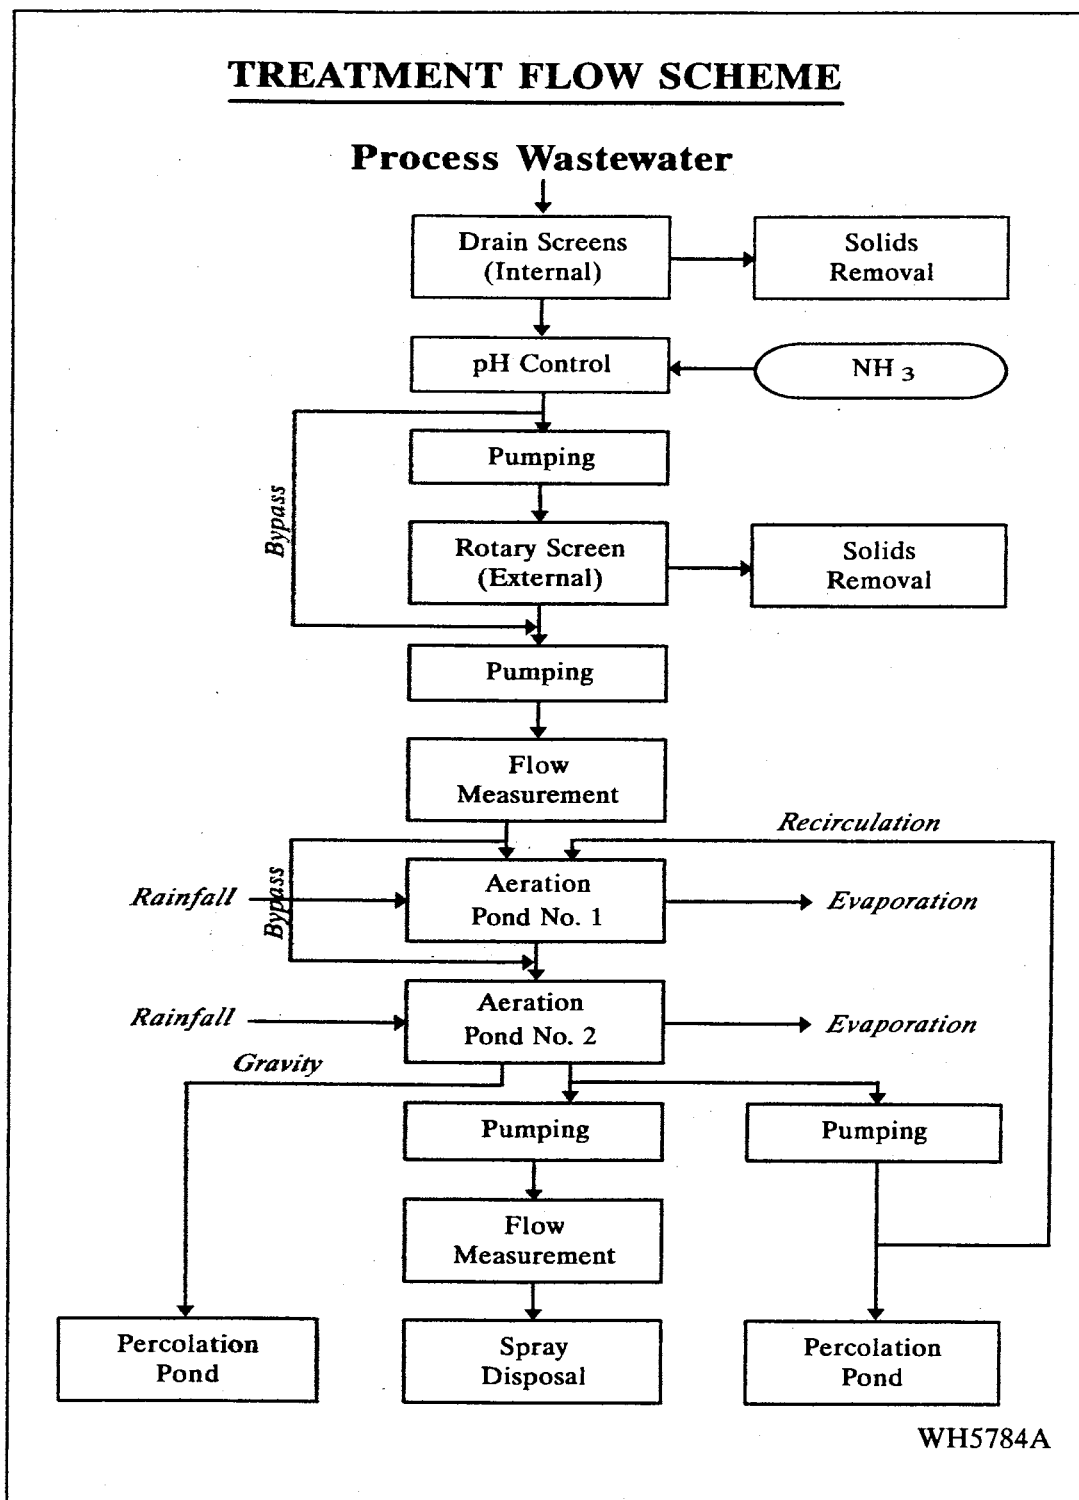 TREATMENT FLOW SCHEME
Process Wastewater
Drain Screens
(Internal)
Solids
Removal
pH Control
NH 3
Bypass
Pumping
Rotary Screen
(External)
Solids
Removal
Pumping
Flow
Measurement
Recirculation
Bypass
Rainfall
Aeration
Pond No. 1
Evaporation
Rainfall
Aeration
Pond No. 2
Evaporation
Gravity
Pumping
Pumping
Flow
Measurement
Percolation
Pond
Spray
Disposal
Percolation
Pond
WH5784A